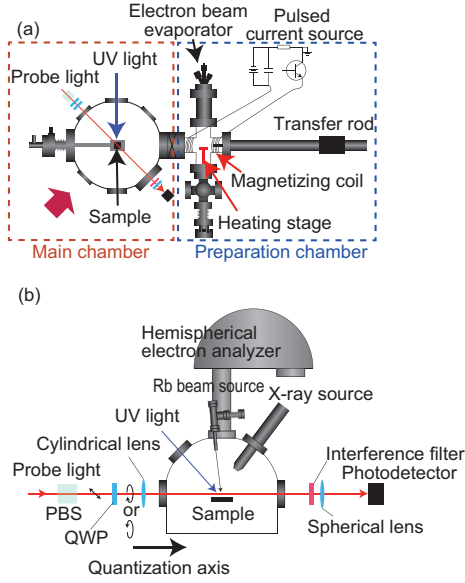 (a)
Electron beam
evaporator
Pulsed
current source
UV light
Probe light
Transfer rod
Magnetizing coil
Sample
Heating stage
Main chamber
Preparation chamber
(b)
Hemispherical
electron analyzer
Rb beam source
X-ray source
UV light
Cylindrical lens
Interference filter
Probe light
Photodetector
PBS
or
Sample
QWP
Spherical lens
Quantization axis